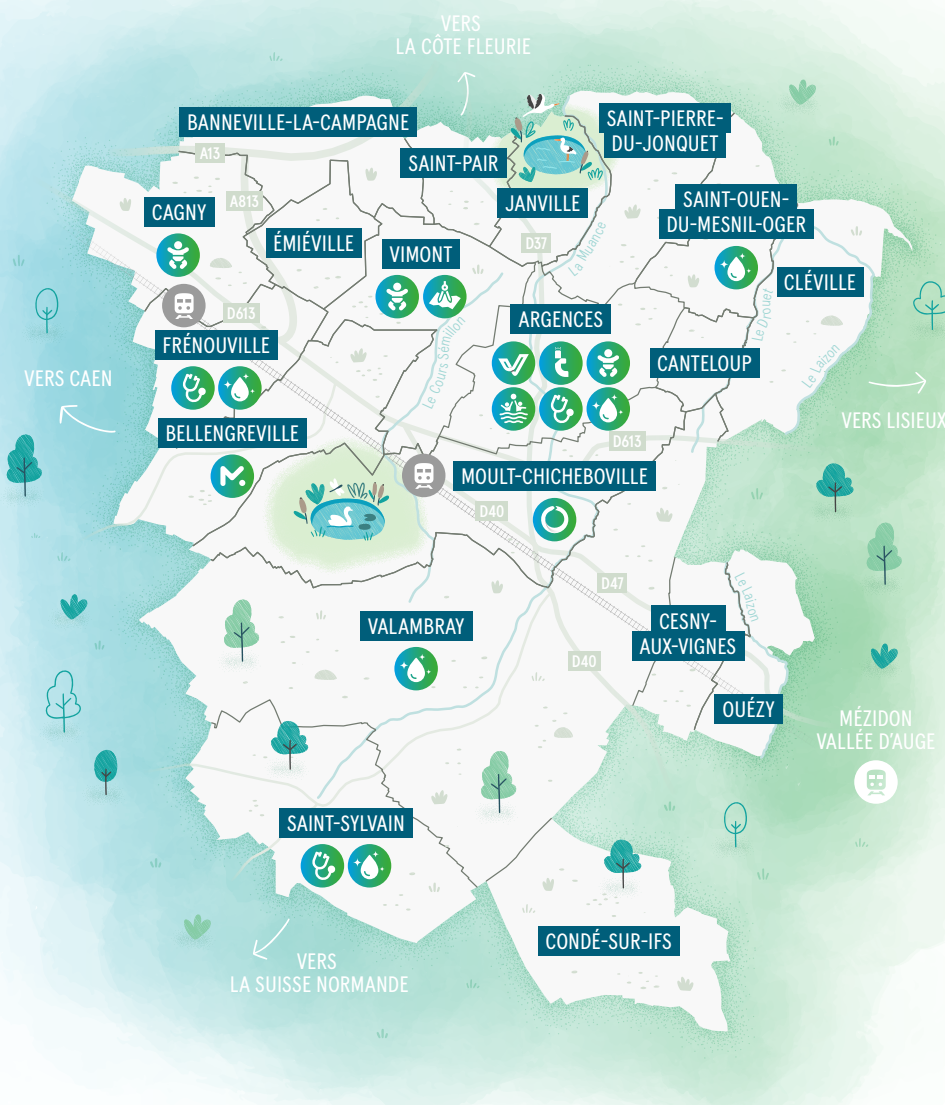 VERS
LA CÔTE FLEURIE
BANNEVILLE-LA-CAMPAGNE
SAINT-PIERRE-
DU-JONQUET
A13
SAINT-PAIR
A813
CAGNY
JANVILLE
SAINT-OUEN-
DU-MESNIL-OGER
ÉMIÉVILLE
VIMONT
D37
La Muance
CLÉVILLE
D613
ARGENCES
Le Drouet
FRÉNOUVILLE
Le Cours Sémillon
CANTELOUP
Le Laizon
VERS CAEN
VERS LISIEUX
BELLENGREVILLE
D613
MOULT-CHICHEBOVILLE
D40
D47
Le Laizon
VALAMBRAY
CESNY-
AUX-VIGNES
D40
OUÉZY
MÉZIDON
VALLÉE D'AUGE
SAINT-SYLVAIN
CONDÉ-SUR-IFS
VERS
LA SUISSE NORMANDE